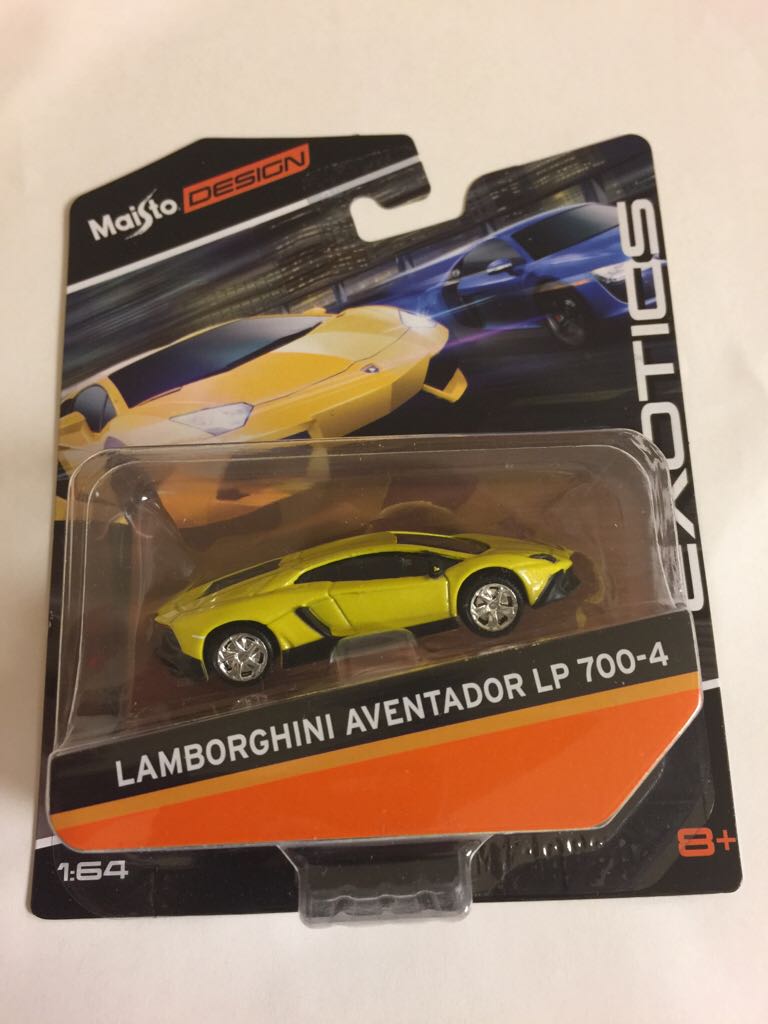 Maisto DESIGN
EXOTICS
LAMBORGHINI AVENTADOR LP 700-4
1:64
8+